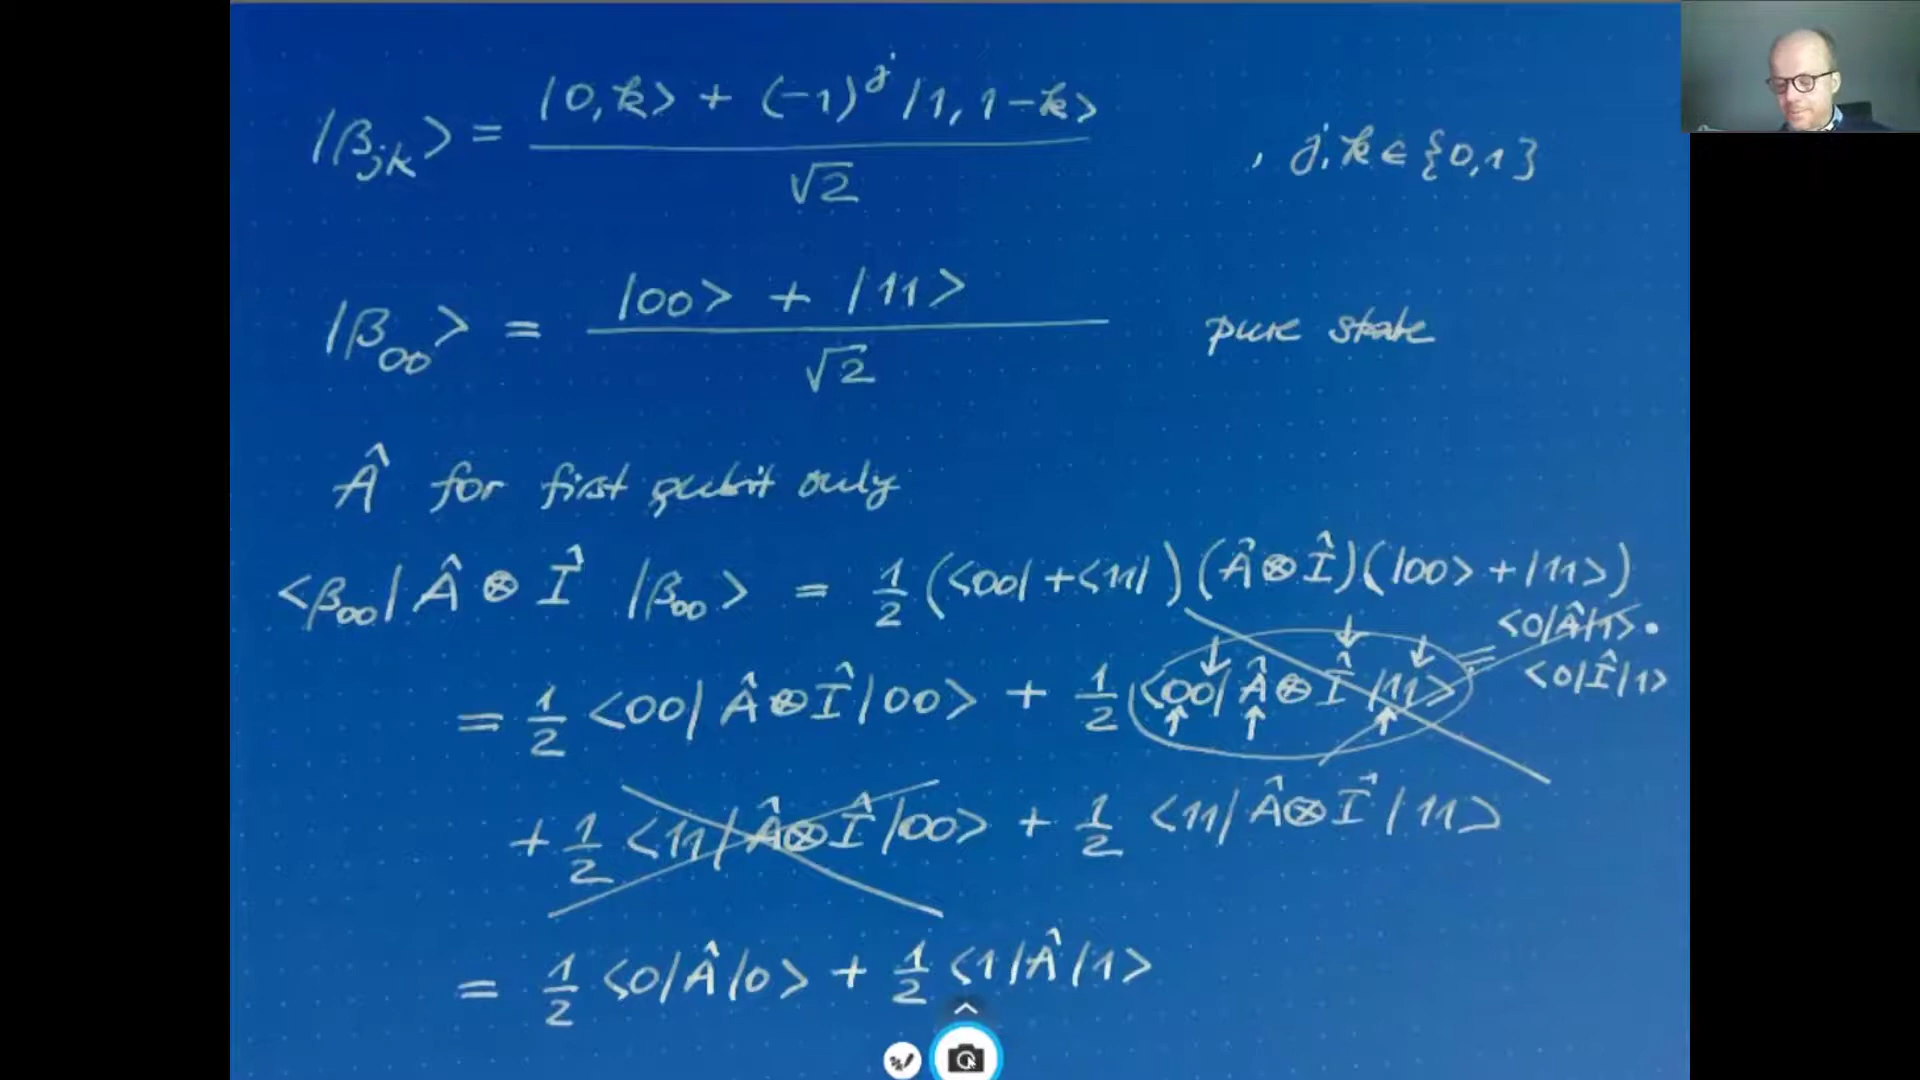 |β_jk> = (|0,k> + (-1)^j |1,1-k>) / √2 , j,k ∈ {0,1}
|β_00> = (|00> + |11>) / √2 pure state
Â for first qubit only
<β_00| Â ⊗ Î |β_00> = 1/2 (<00| + <11|) (Â ⊗ Î) (|00> + |11>)
= 1/2 <00| Â ⊗ Î |00> + 1/2 <00| Â ⊗ Î |11> = <0|Â|1> · <0|Î|1>
+ 1/2 <11| Â ⊗ Î |00> + 1/2 <11| Â ⊗ Î |11>
= 1/2 <0|Â|0> + 1/2 <1|Â|1>